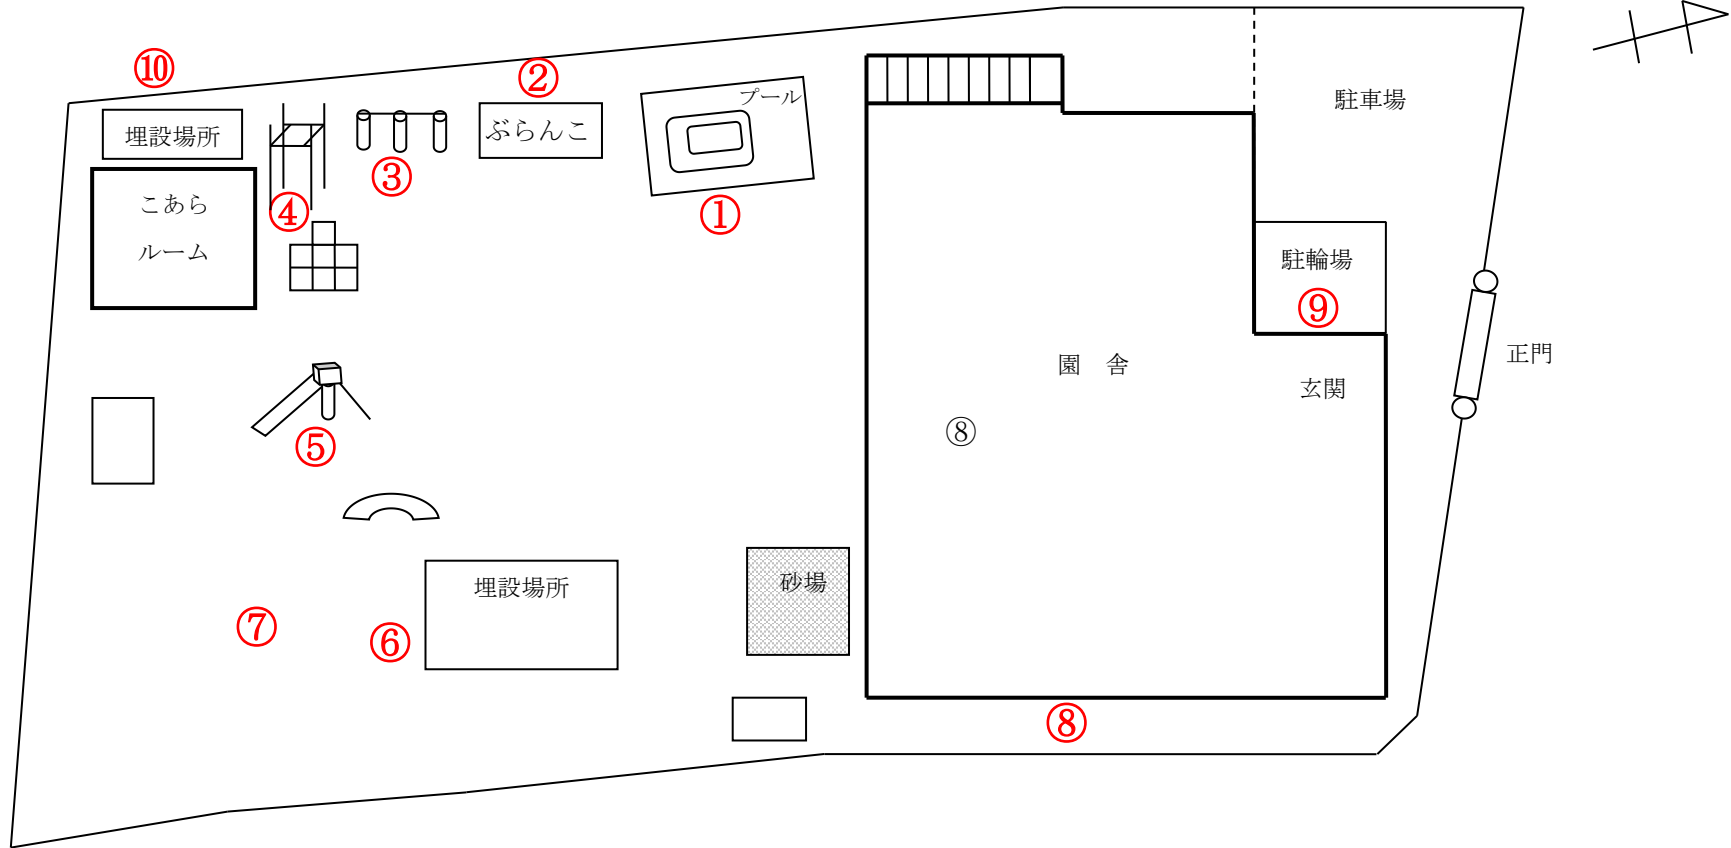 ⑩
②
プール
駐車場
埋設場所
ぶらんこ
③
こあら
ルーム
④
①
駐輪場
⑨
園　舎
玄関
正門
⑤
⑧
埋設場所
砂場
⑦
⑥
⑧